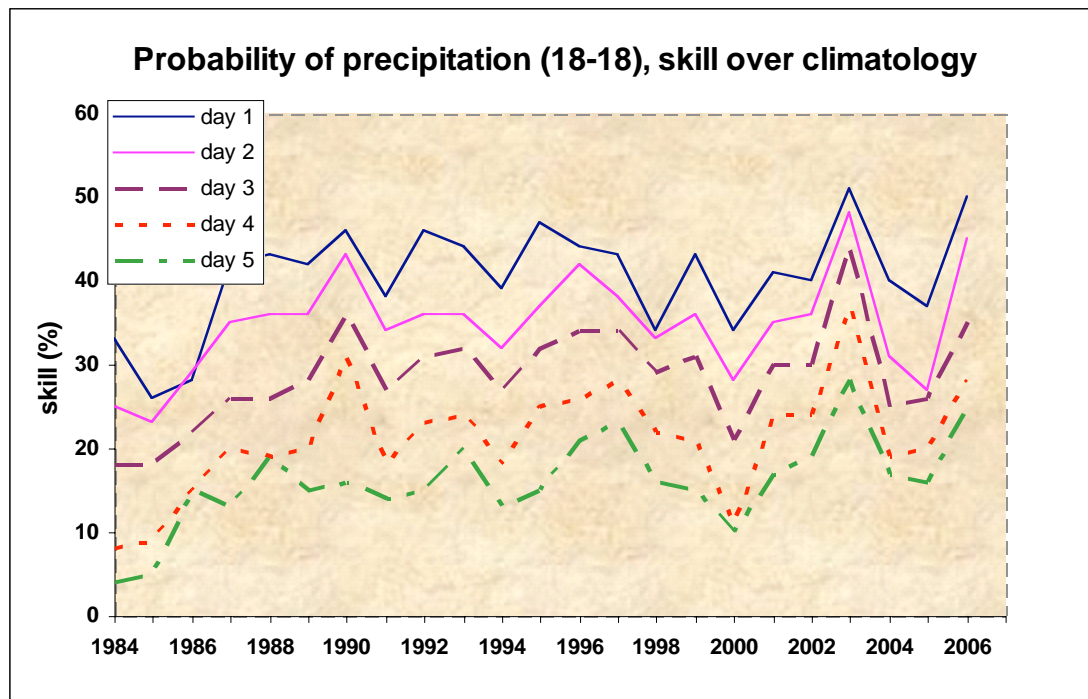 Probability of precipitation (18-18), skill over climatology
60
50
40
30
20
10
0
skill (%)
day 1
day 2
day 3
day 4
day 5
1984 1986 1988 1990 1992 1994 1996 1998 2000 2002 2004 2006